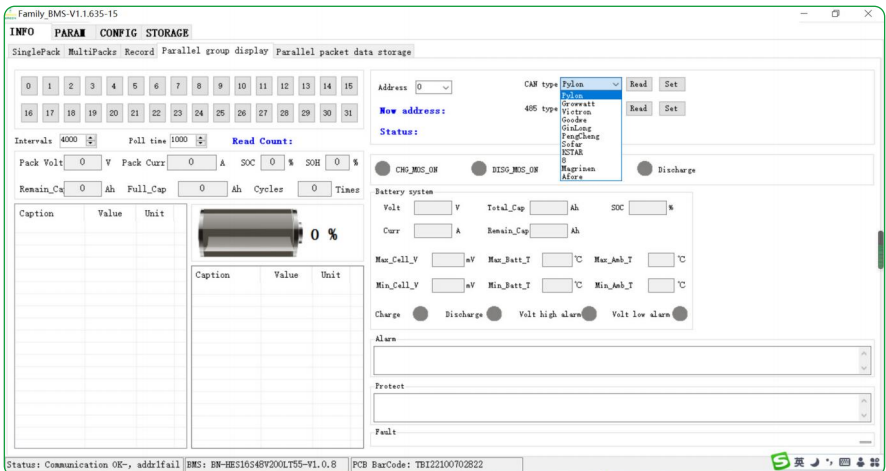 Family_BMS-V1.1.635-15
INFO PARAM CONFIG STORAGE
SinglePack MultiPacks Record Parallel group display Parallel packet data storage
0 1 2 3 4 5 6 7 8 9 10 11 12 13 14 15
16 17 18 19 20 21 22 23 24 25 26 27 28 29 30 31
Intervals 4000 Poll time 1000 Read Count:
Pack Volt 0 V Pack Curr 0 A SOC 0 % SOH 0 %
Remain_Ca 0 Ah Full_Cap 0 Ah Cycles 0 Times
Caption Value Unit
0 %
Caption Value Unit
Address 0 CAN type Pylon Read Set
Now address: 485 type Read Set
Status:
Pylon
Growatt
Victron
Goodwe
GinLong
FengCheng
Sofar
KSTAR
8
Magrinen
Afore
CHG_MOS_ON DISG_MOS_ON Discharge
Battery system
Volt V Total_Cap Ah SOC %
Curr A Remain_Cap Ah
Max_Cell_V mV Max_Batt_T ℃ Max_Amb_T ℃
Min_Cell_V mV Min_Batt_T ℃ Min_Amb_T ℃
Charge Discharge Volt high alarm Volt low alarm
Alarm
Protect
Fault
Status: Communication OK-, addr1fail BMS: BN-HES16S48V200LT55-V1.0.8 PCB BarCode: TBI22100702822
英